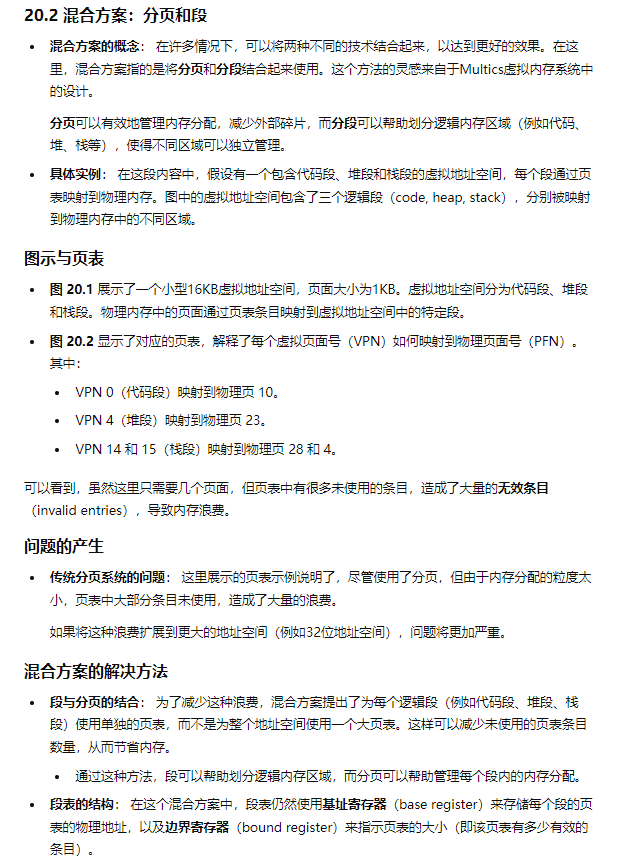 20.2 混合方案：分页和段
• 混合方案的概念： 在许多情况下，可以将两种不同的技术结合起来，以达到更好的效果。在这
里，混合方案指的是将分页和分段结合起来使用。这个方法的灵感来自于Multics虚拟内存系统中
的设计。
分页可以有效地管理内存分配，减少外部碎片，而分段可以帮助划分逻辑内存区域（例如代码、
堆、栈等），使得不同区域可以独立管理。
• 具体实例： 在这段内容中，假设有一个包含代码段、堆段和栈段的虚拟地址空间，每个段通过页
表映射到物理内存。图中的虚拟地址空间包含了三个逻辑段（code, heap, stack），分别被映射
到物理内存中的不同区域。
图示与页表
• 图 20.1 展示了一个小型16KB虚拟地址空间，页面大小为1KB。虚拟地址空间分为代码段、堆段
和栈段。物理内存中的页面通过页表条目映射到虚拟地址空间中的特定段。
• 图 20.2 显示了对应的页表，解释了每个虚拟页面号（VPN）如何映射到物理页面号（PFN）。
其中：
• VPN 0（代码段）映射到物理页 10。
• VPN 4（堆段）映射到物理页 23。
• VPN 14 和 15（栈段）映射到物理页 28 和 4。
可以看到，虽然这里只需要几个页面，但页表中有很多未使用的条目，造成了大量的无效条目
（invalid entries），导致内存浪费。
问题的产生
• 传统分页系统的问题： 这里展示的页表示例说明了，尽管使用了分页，但由于内存分配的粒度太
小，页表中大部分条目未使用，造成了大量的浪费。
如果将这种浪费扩展到更大的地址空间（例如32位地址空间），问题将更加严重。
混合方案的解决方法
• 段与分页的结合： 为了减少这种浪费，混合方案提出了为每个逻辑段（例如代码段、堆段、栈
段）使用单独的页表，而不是为整个地址空间使用一个大页表。这样可以减少未使用的页表条目
数量，从而节省内存。
• 通过这种方法，段可以帮助划分逻辑内存区域，而分页可以帮助管理每个段内的内存分配。
• 段表的结构： 在这个混合方案中，段表仍然使用基址寄存器（base register）来存储每个段的页
表的物理地址，以及边界寄存器（bound register）来指示页表的大小（即该页表有多少有效的
条目）。